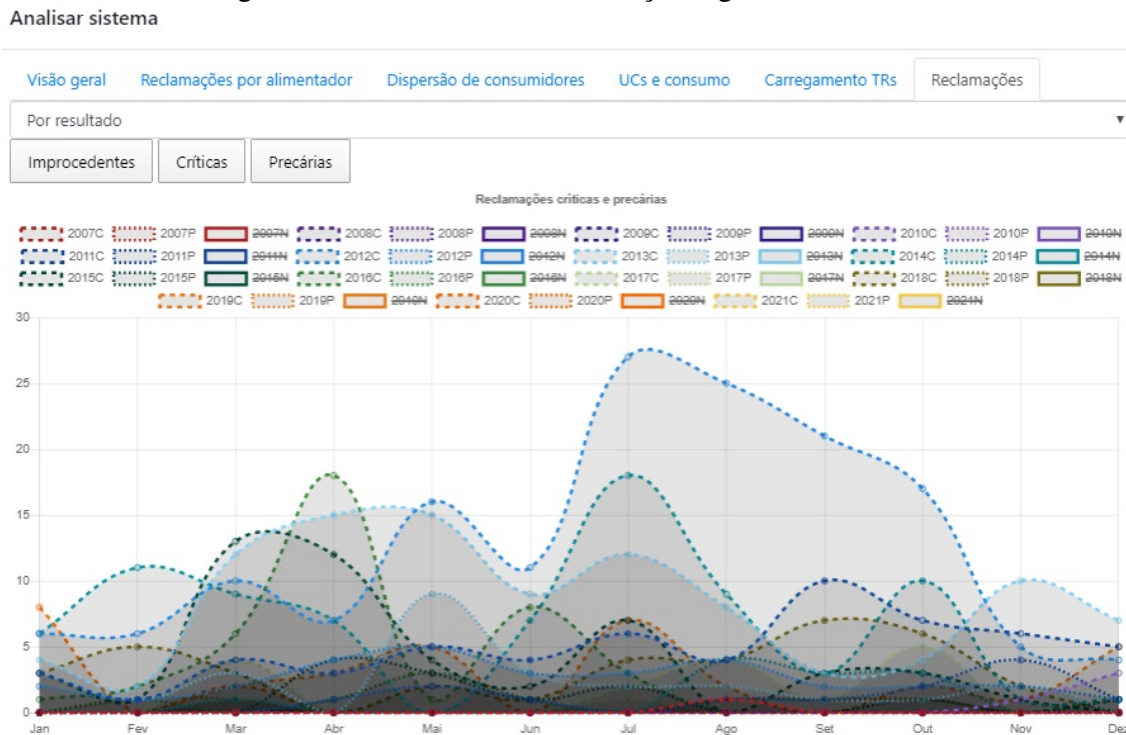 Analisar sistema
Visão geral Reclamações por alimentador Dispersão de consumidores UCs e consumo Carregamento TRs Reclamações
Por resultado
Improcedentes Críticas Precárias
Reclamações críticas e precárias
2007C 2007P 2007N 2008C 2008P 2008N 2009C 2009P 2009N 2010C 2010P 2010N
2011C 2011P 2011N 2012C 2012P 2012N 2013C 2013P 2013N 2014C 2014P 2014N
2015C 2015P 2015N 2016C 2016P 2016N 2017C 2017P 2017N 2018C 2018P 2018N
2019C 2019P 2019N 2020C 2020P 2020N 2021C 2021P 2021N
30
25
20
15
10
5
0
Jan Fev Mar Abr Mai Jun Jul Ago Set Out Nov Dez